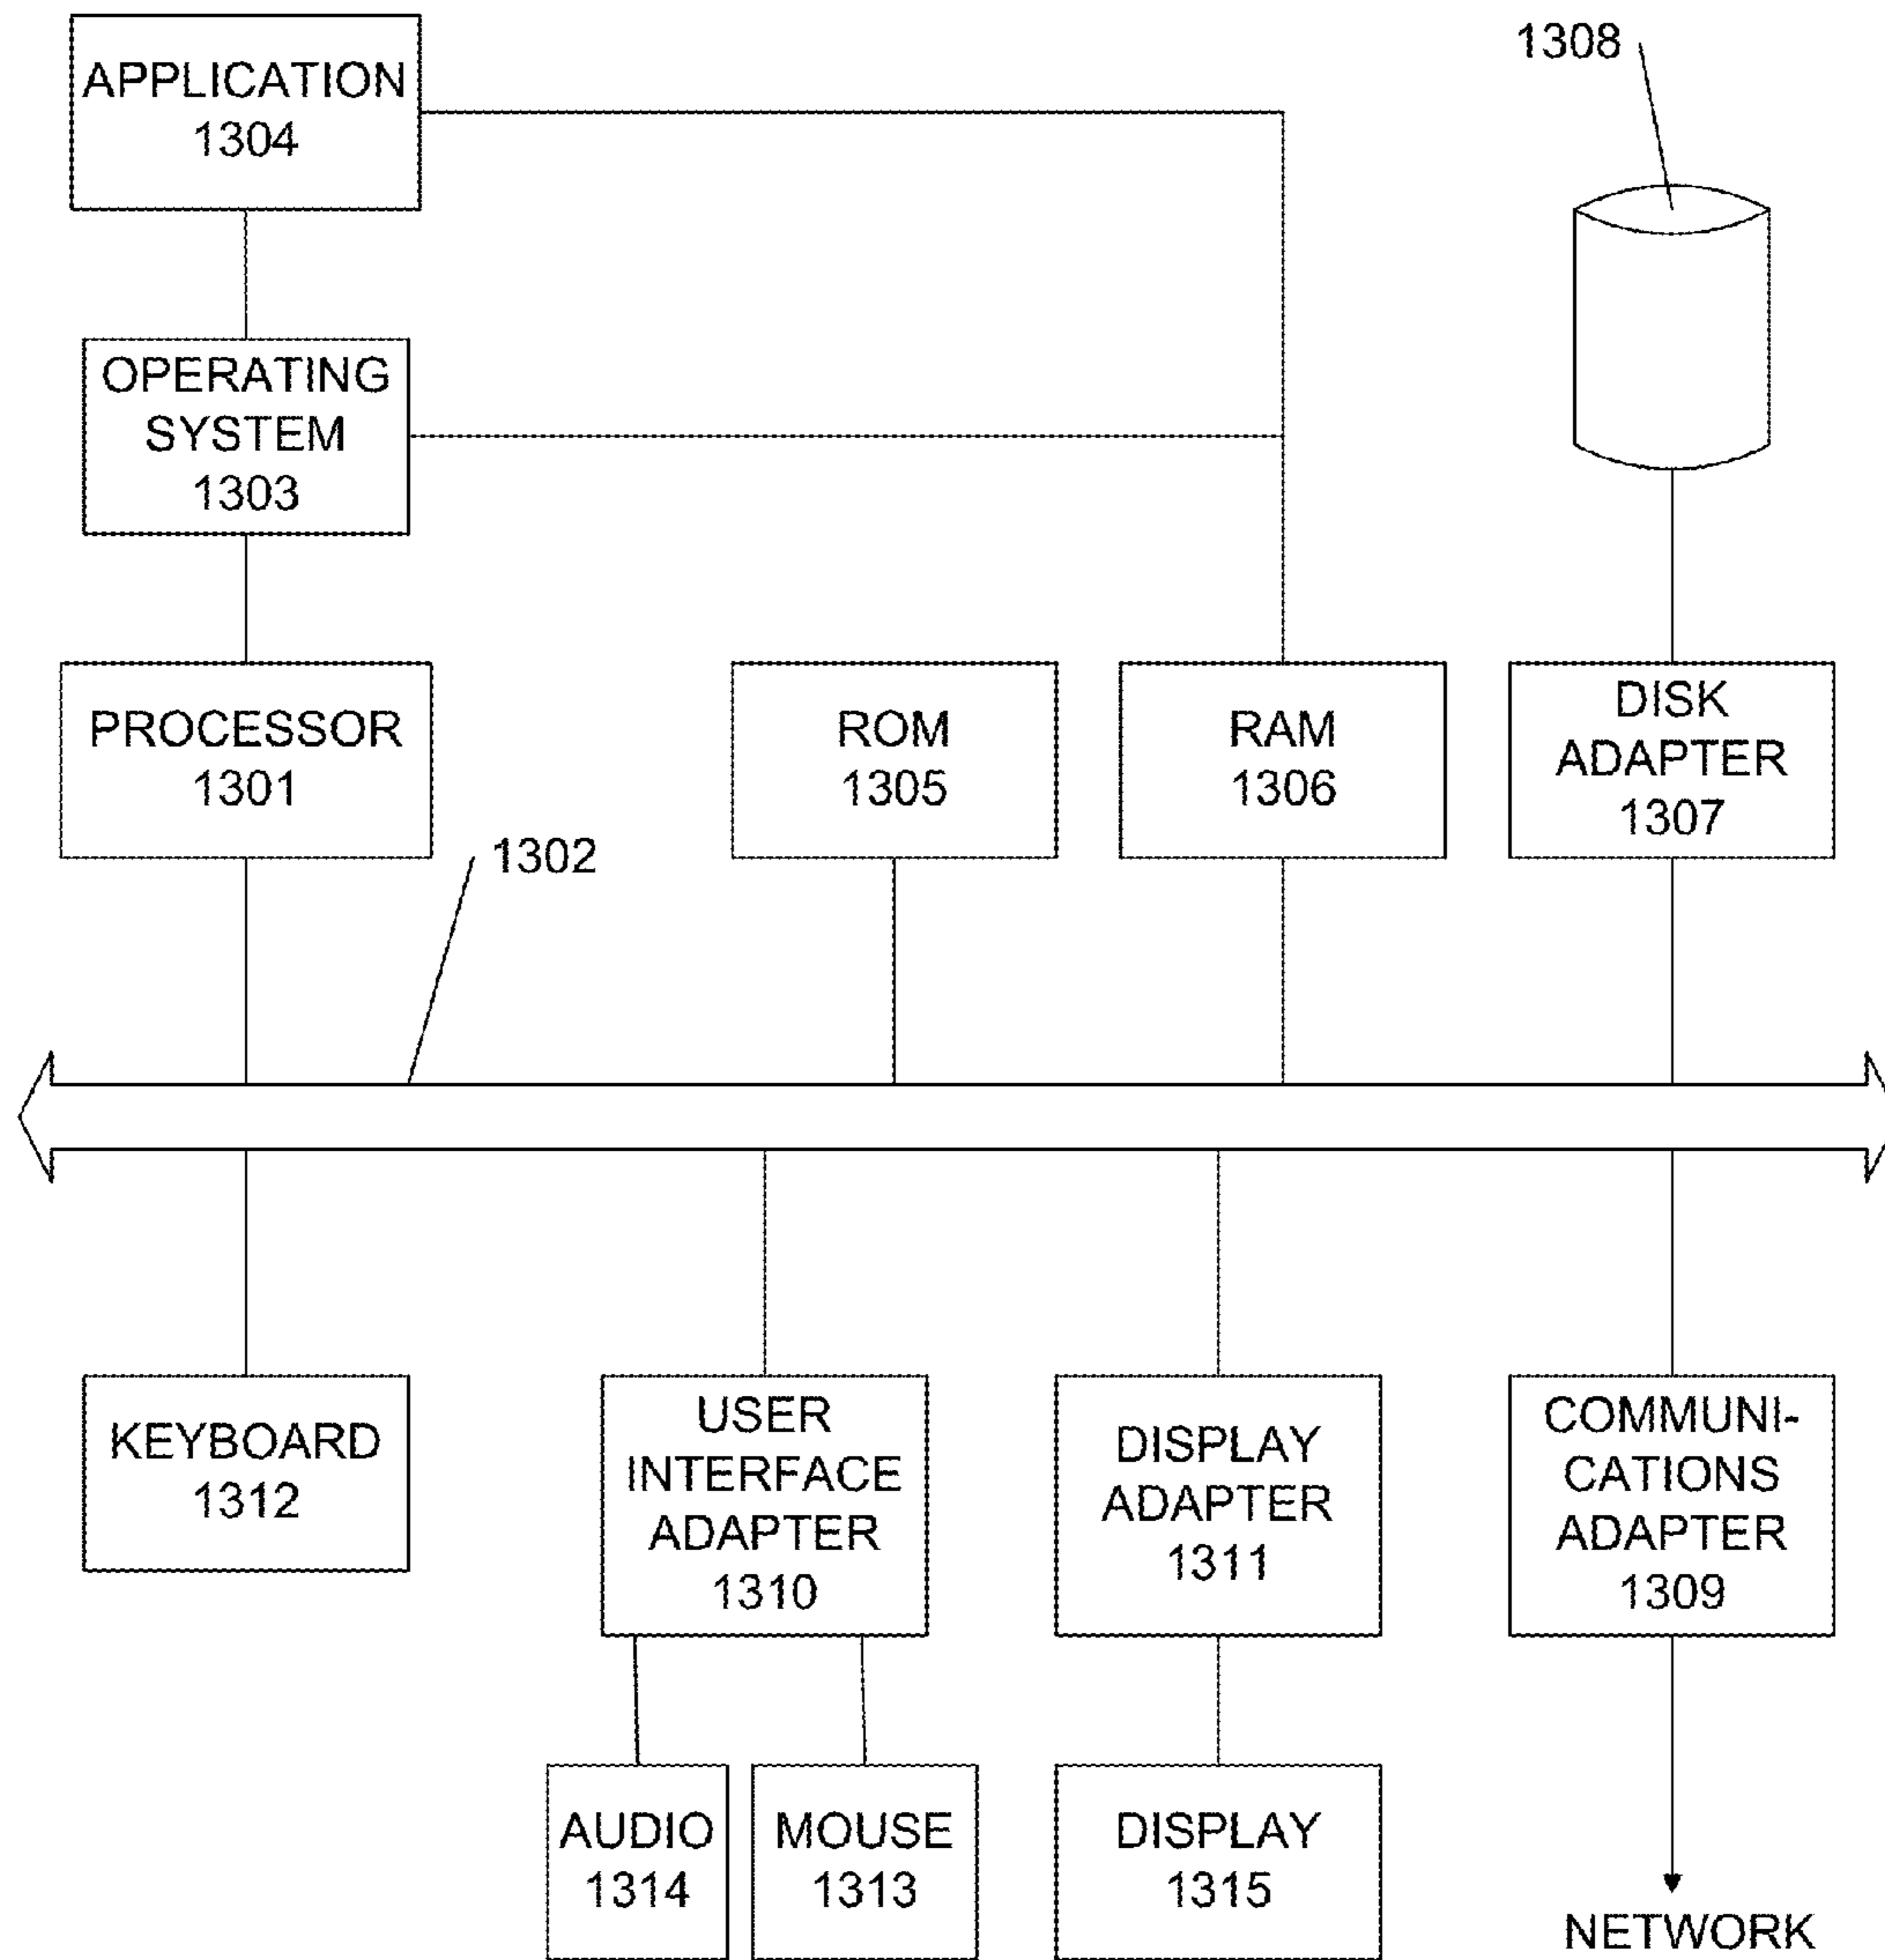 APPLICATION
1304
1308
OPERATING
SYSTEM
1303
PROCESSOR
1301
ROM
1305
RAM
1306
DISK
ADAPTER
1307
1302
KEYBOARD
1312
USER
INTERFACE
ADAPTER
1310
DISPLAY
ADAPTER
1311
COMMUNI-
CATIONS
ADAPTER
1309
AUDIO
1314
MOUSE
1313
DISPLAY
1315
NETWORK